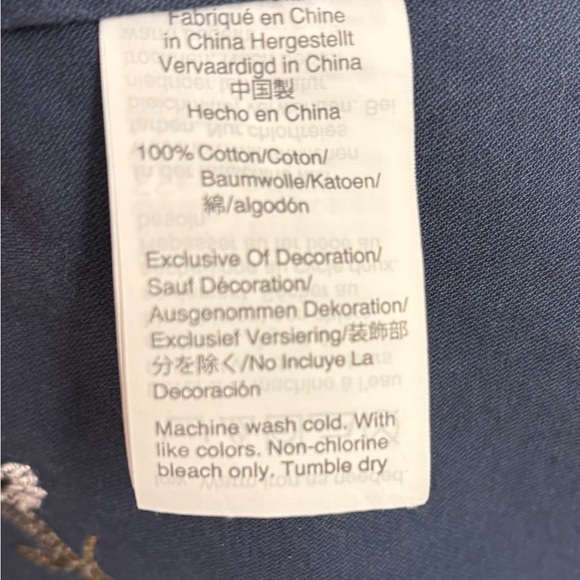 Fabriqué en Chine
in China Hergestellt
Vervaardigd in China
中国製
Hecho en China
100% Cotton/Coton/
Baumwolle/Katoen/
綿/algodón
Exclusive Of Decoration/
Sauf Décoration/
Ausgenommen Dekoration/
Exclusief Versiering/装飾部
分を除く/No Incluye La
Decoración
Machine wash cold. With
like colors. Non-chlorine
bleach only. Tumble dry